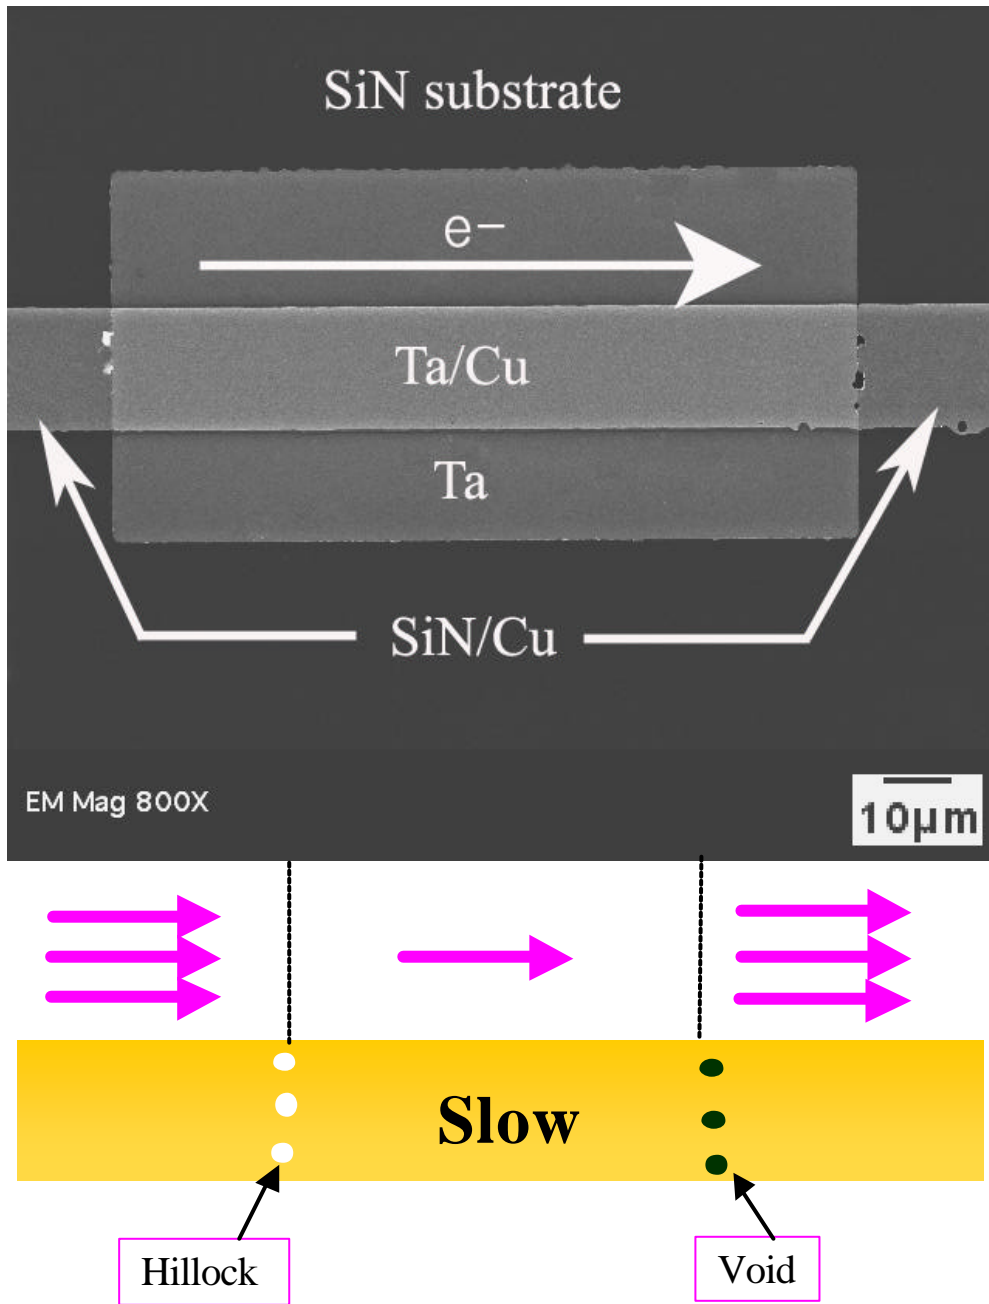 SiN substrate
e−
Ta/Cu
Ta
SiN/Cu
EM Mag 800X
10μm
Slow
Hillock
Void